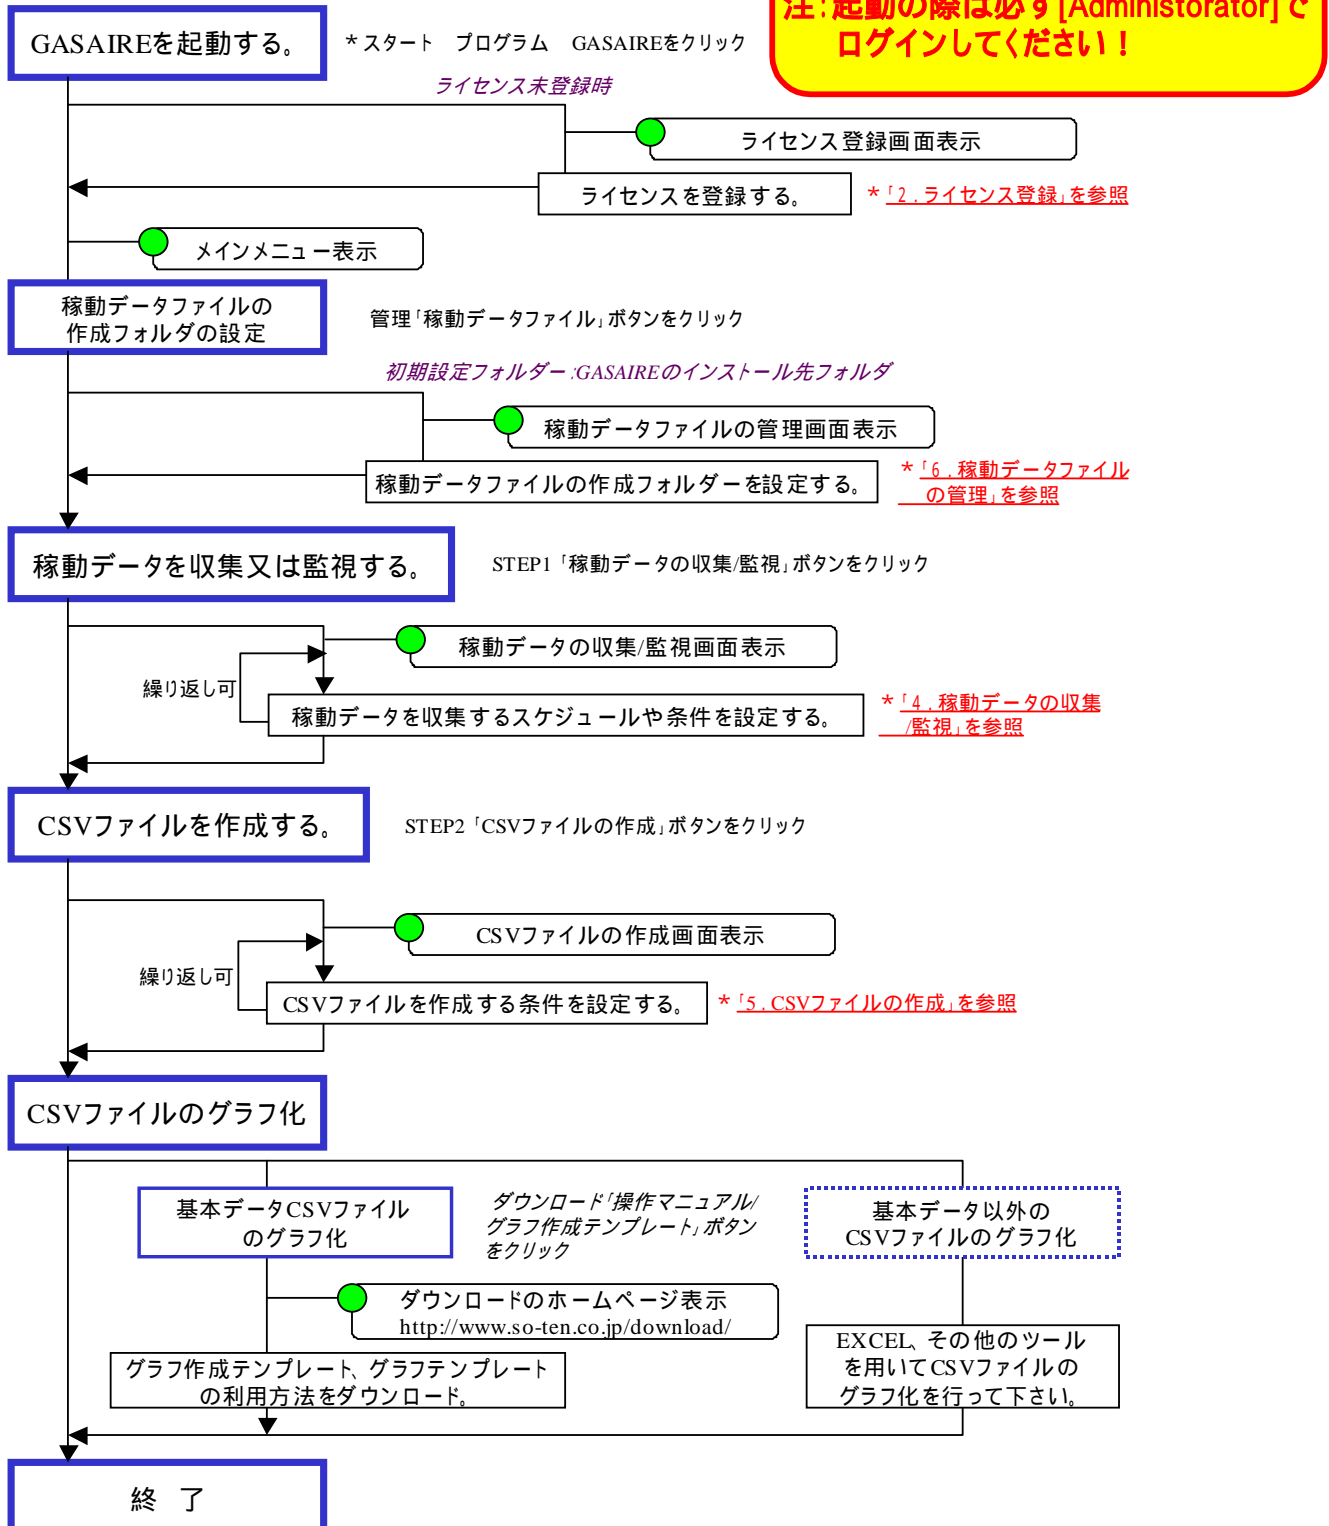 注：起動の際は必ず[Administorator]で
ログインしてください！
GASAIREを起動する。
＊スタート　プログラム　GASAIREをクリック
ライセンス未登録時
ライセンス登録画面表示
ライセンスを登録する。
＊「2．ライセンス登録」を参照
メインメニュー表示
稼動データファイルの
作成フォルダの設定
管理「稼動データファイル」ボタンをクリック
初期設定フォルダー：GASAIREのインストール先フォルダ
稼動データファイルの管理画面表示
稼動データファイルの作成フォルダーを設定する。
＊「6．稼動データファイル
の管理」を参照
稼動データを収集又は監視する。
STEP1「稼動データの収集/監視」ボタンをクリック
稼動データの収集/監視画面表示
繰り返し可
稼動データを収集するスケジュールや条件を設定する。
＊「4．稼動データの収集
/監視」を参照
CSVファイルを作成する。
STEP2「CSVファイルの作成」ボタンをクリック
CSVファイルの作成画面表示
繰り返し可
CSVファイルを作成する条件を設定する。
＊「5．CSVファイルの作成」を参照
CSVファイルのグラフ化
基本データCSVファイル
のグラフ化
ダウンロード「操作マニュアル/
グラフ作成テンプレート」ボタン
をクリック
基本データ以外の
CSVファイルのグラフ化
ダウンロードのホームページ表示
http://www.so-ten.co.jp/download/
グラフ作成テンプレート、グラフテンプレート
の利用方法をダウンロード。
EXCEL、その他のツール
を用いてCSVファイルの
グラフ化を行って下さい。
終　了